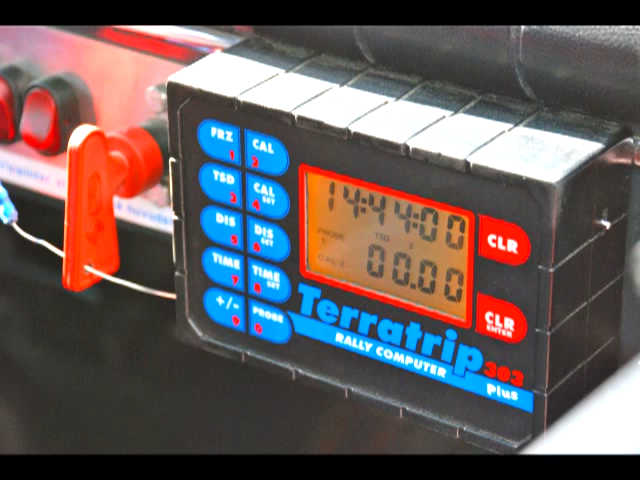 FRZ 1 CAL 2
TSD 3 CAL SET 4
DIS 5 DIS SET 6
TIME 7 TIME SET 8
+/- 9 PROBE 0
14:44:00
PROBE 1 TSD 2
CAL 2 00.00
CLR
CLR ENTER
Terratrip 303
RALLY COMPUTER Plus